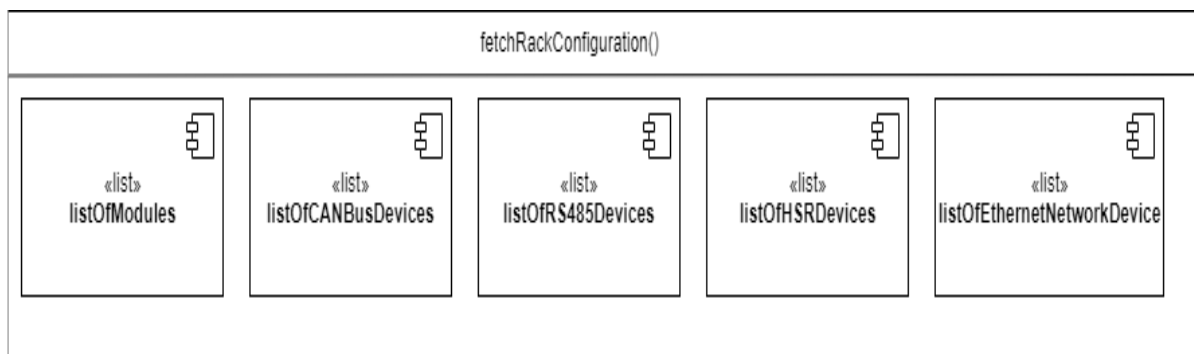 fetchRackConfiguration()
«list»
listOfModules
«list»
listOfCANBusDevices
«list»
listOfRS485Devices
«list»
listOfHSRDevices
«list»
listOfEthernetNetworkDevice